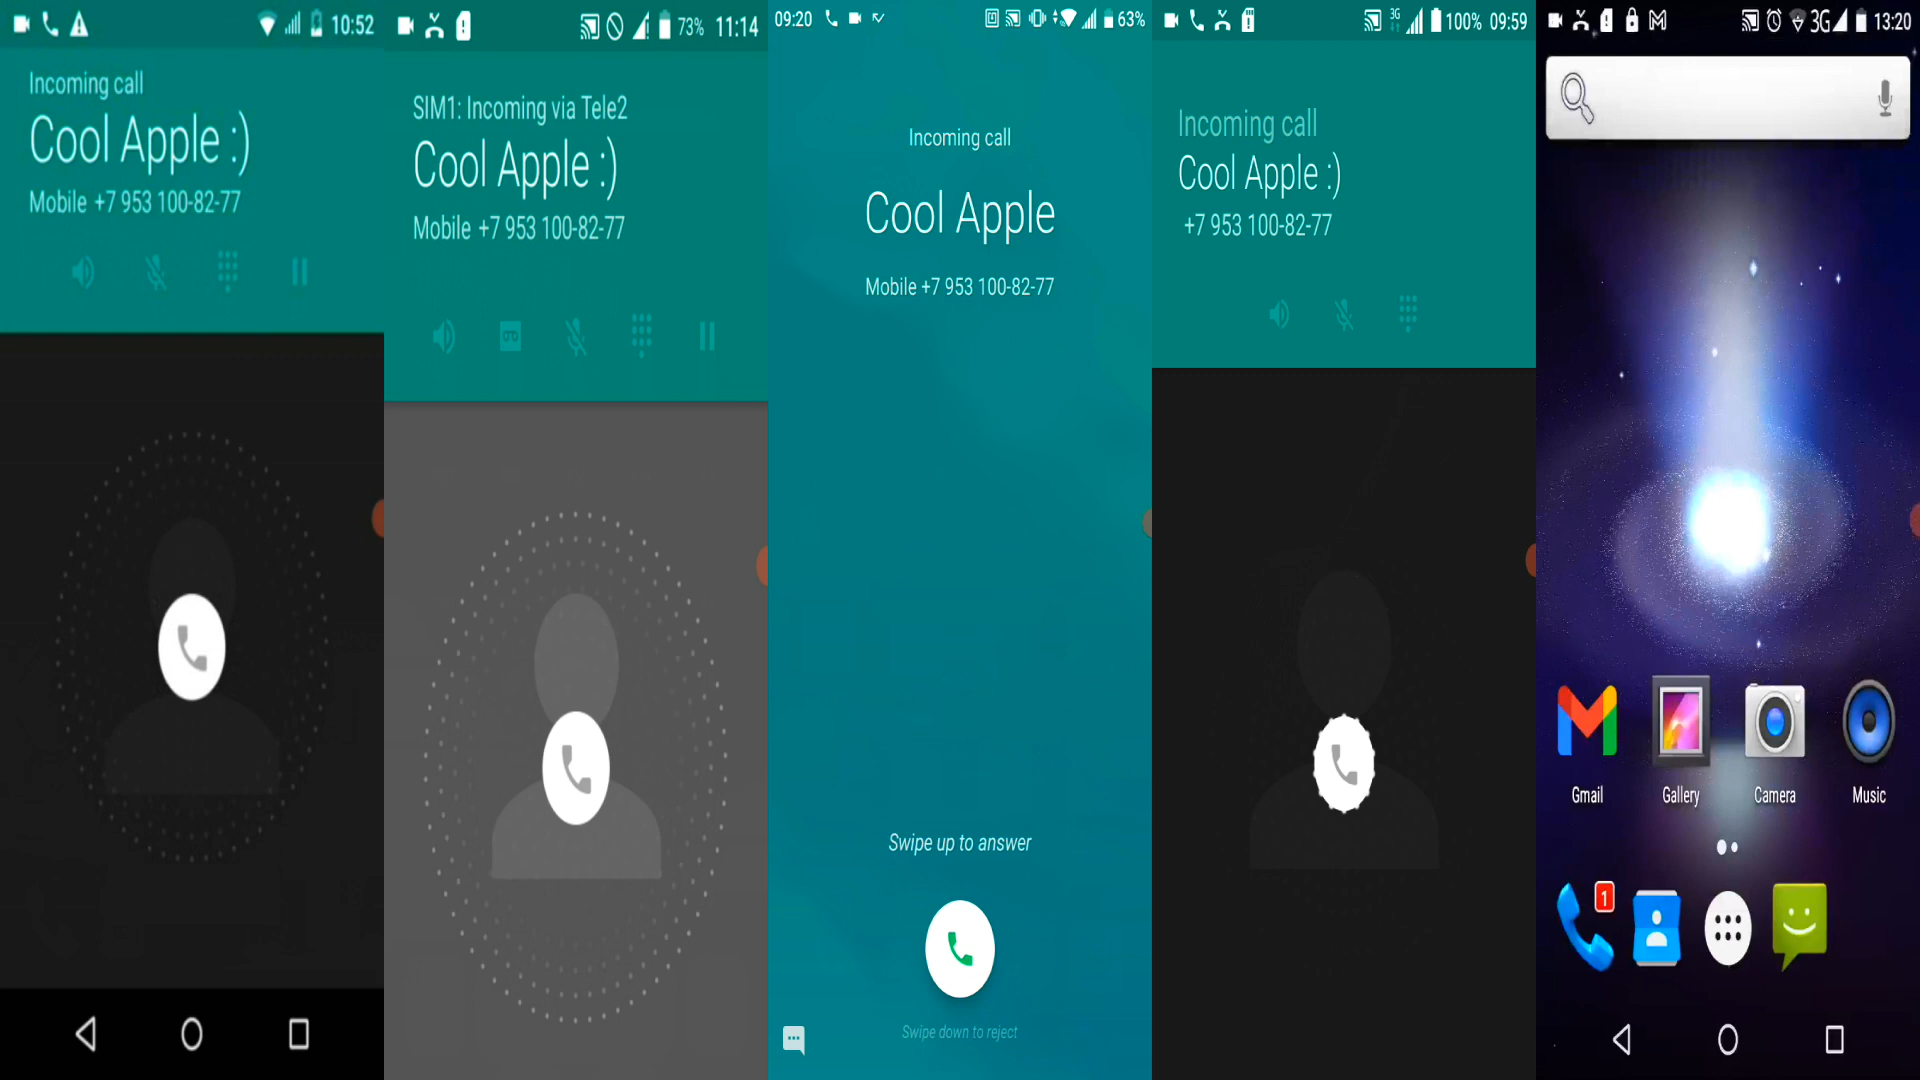 10:52
Incoming call
Cool Apple :)
Mobile +7 953 100-82-77
73% 11:14
SIM1: Incoming via Tele2
Cool Apple :)
Mobile +7 953 100-82-77
09:20 63%
Incoming call
Cool Apple
Mobile +7 953 100-82-77
Swipe up to answer
Swipe down to reject
3G 100% 09:59
Incoming call
Cool Apple :)
+7 953 100-82-77
3G 13:20
Gmail Gallery Camera Music
1